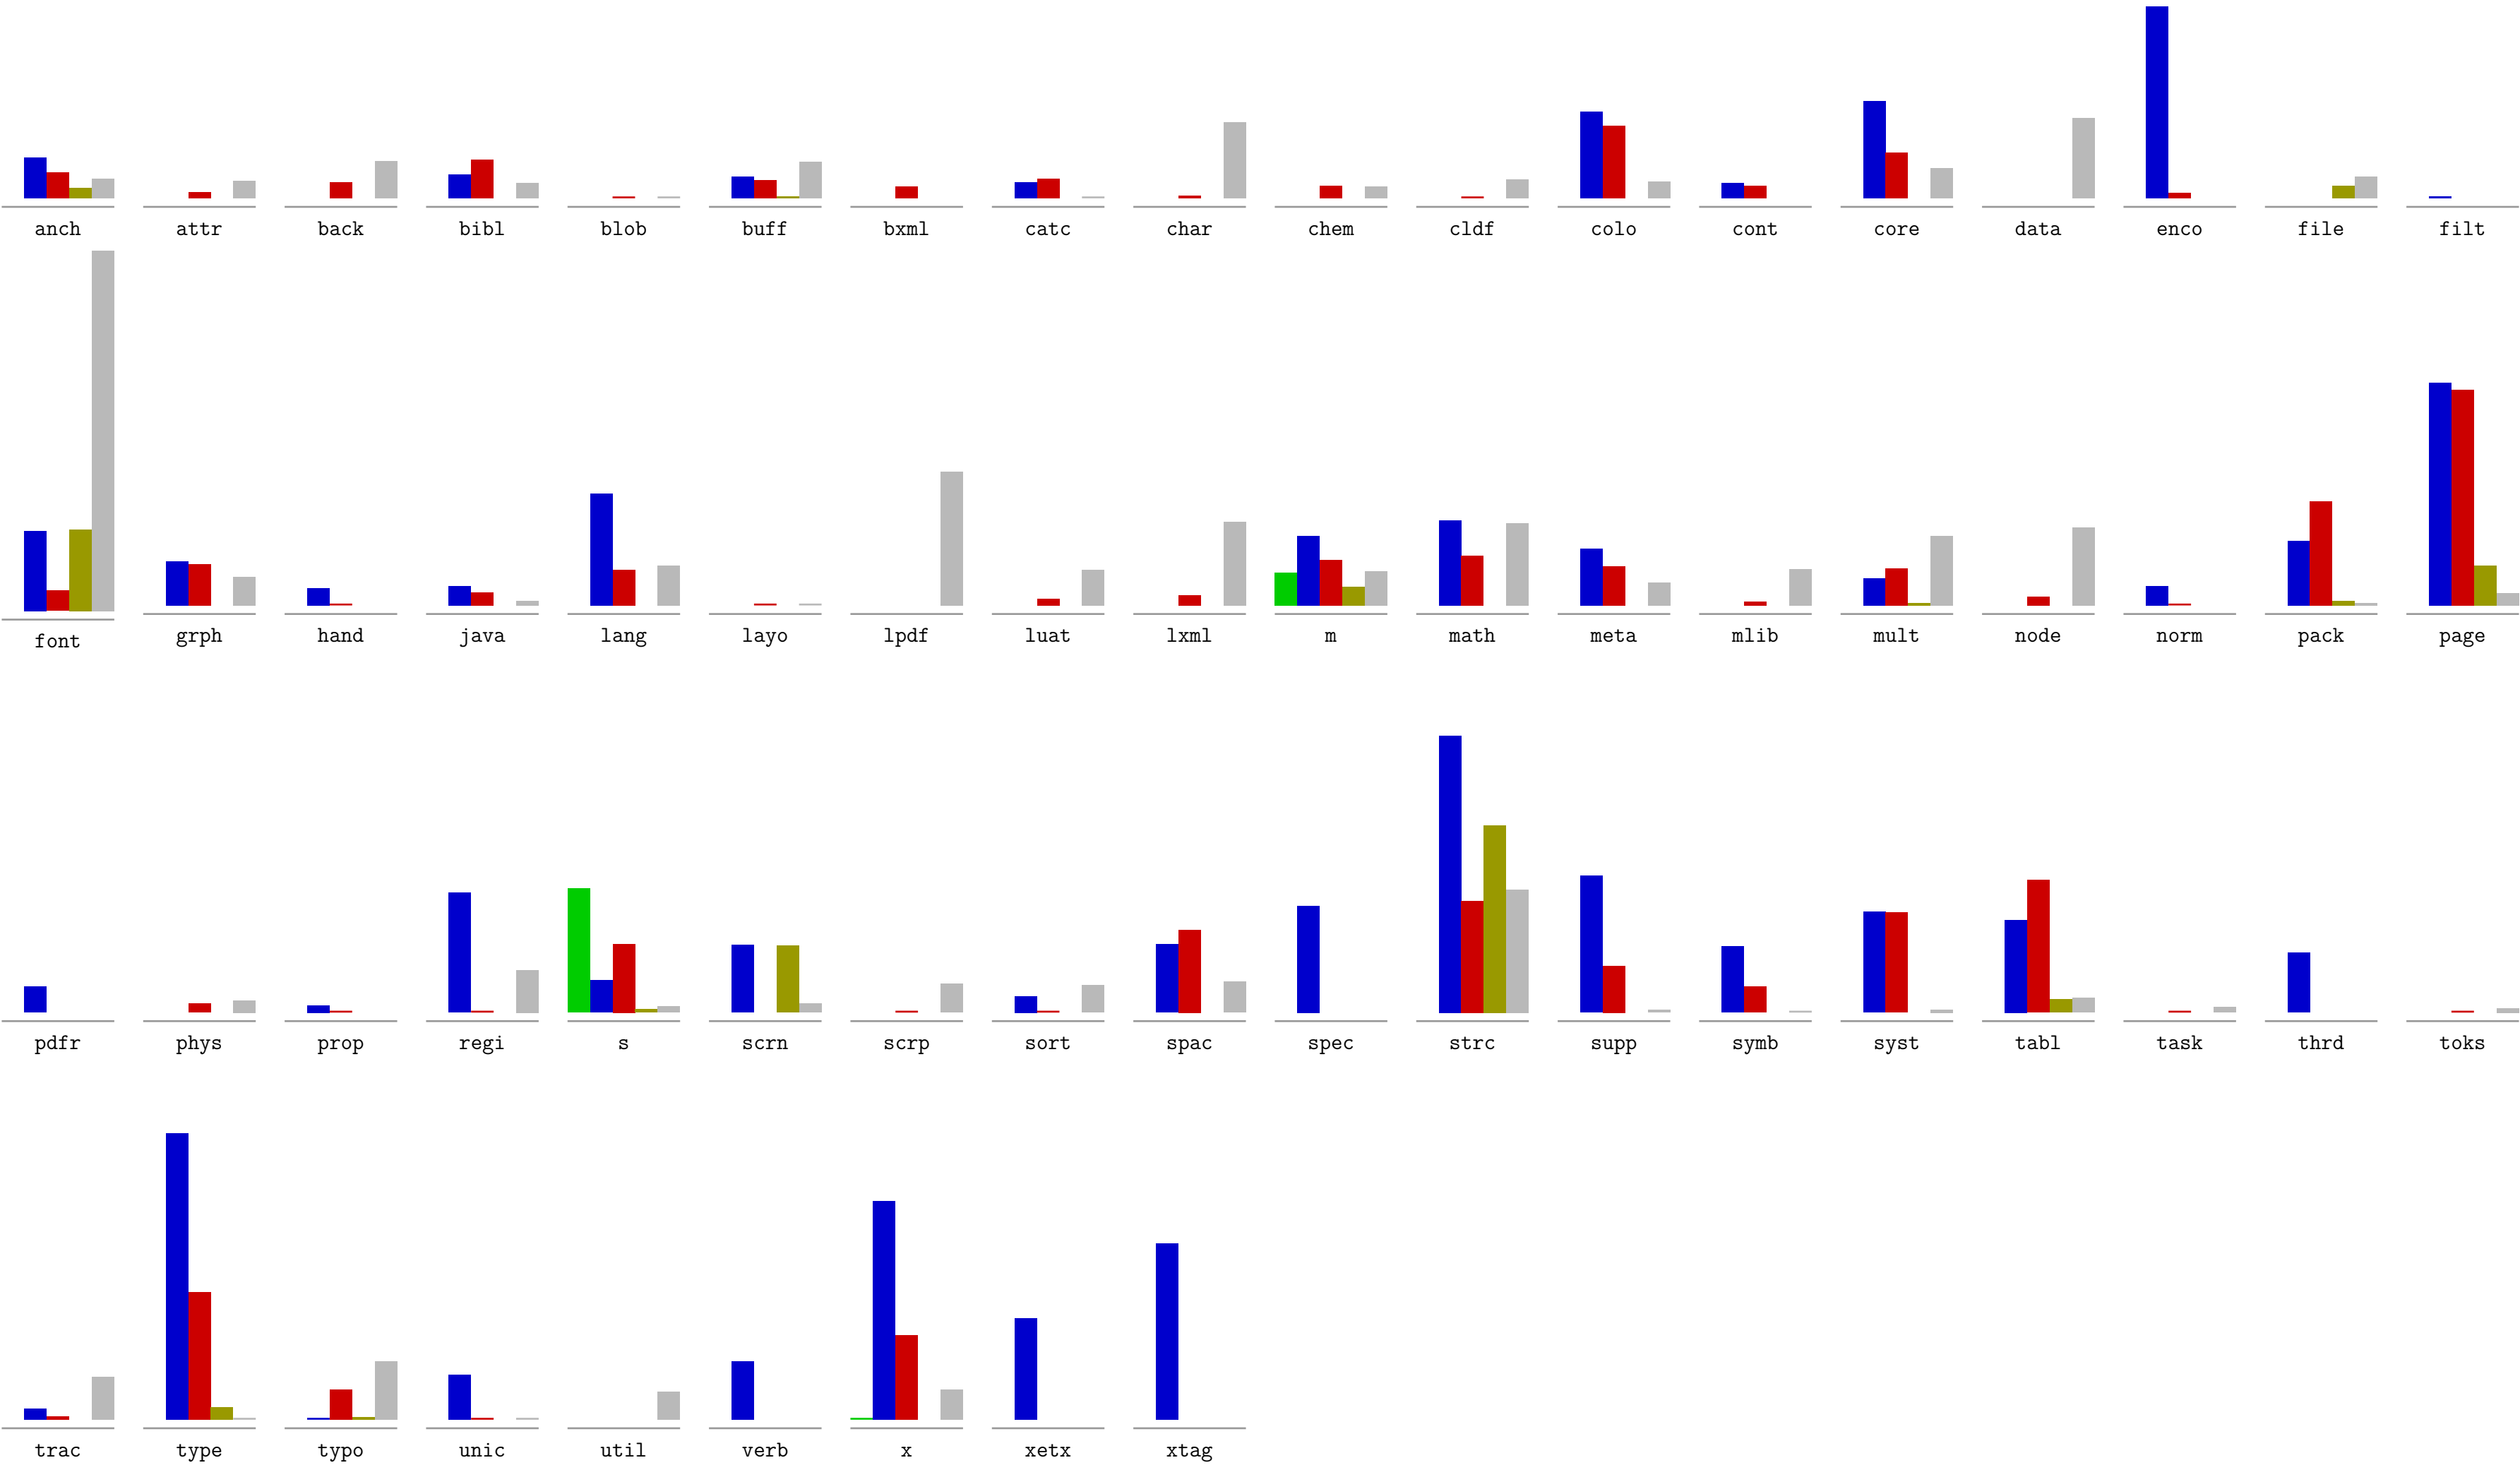 anch attr back bibl blob buff bxml catc char chem cldf colo cont core data enco file filt
font grph hand java lang layo lpdf luat lxml m math meta mlib mult node norm pack page
pdfr phys prop regi s scrn scrp sort spac spec strc supp symb syst tabl task thrd toks
trac type typo unic util verb x xetx xtag